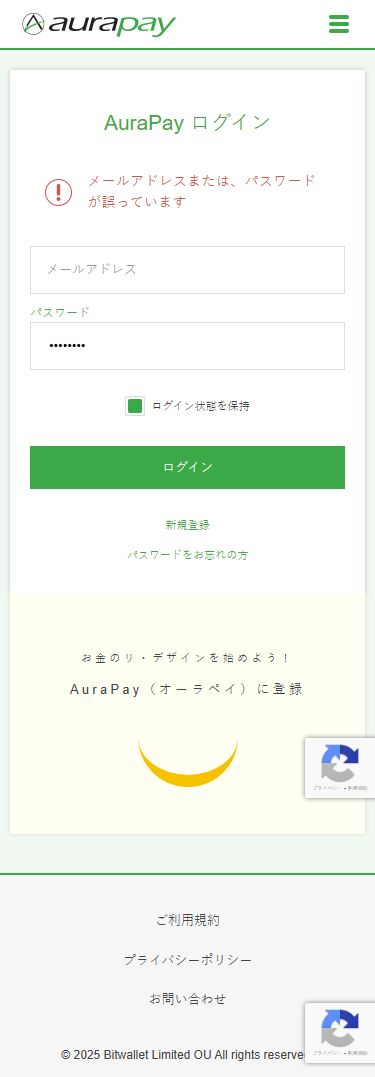 aurapay
AuraPay ログイン
メールアドレスまたは、パスワード
が誤っています
メールアドレス
パスワード
••••••••
ログイン状態を保持
ログイン
新規登録
パスワードをお忘れの方
お金のリ・デザインを始めよう！
AuraPay（オーラペイ）に登録
プライバシー - 利用規約
ご利用規約
プライバシーポリシー
お問い合わせ
プライバシー - 利用規約
© 2025 Bitwallet Limited OU All rights reserve